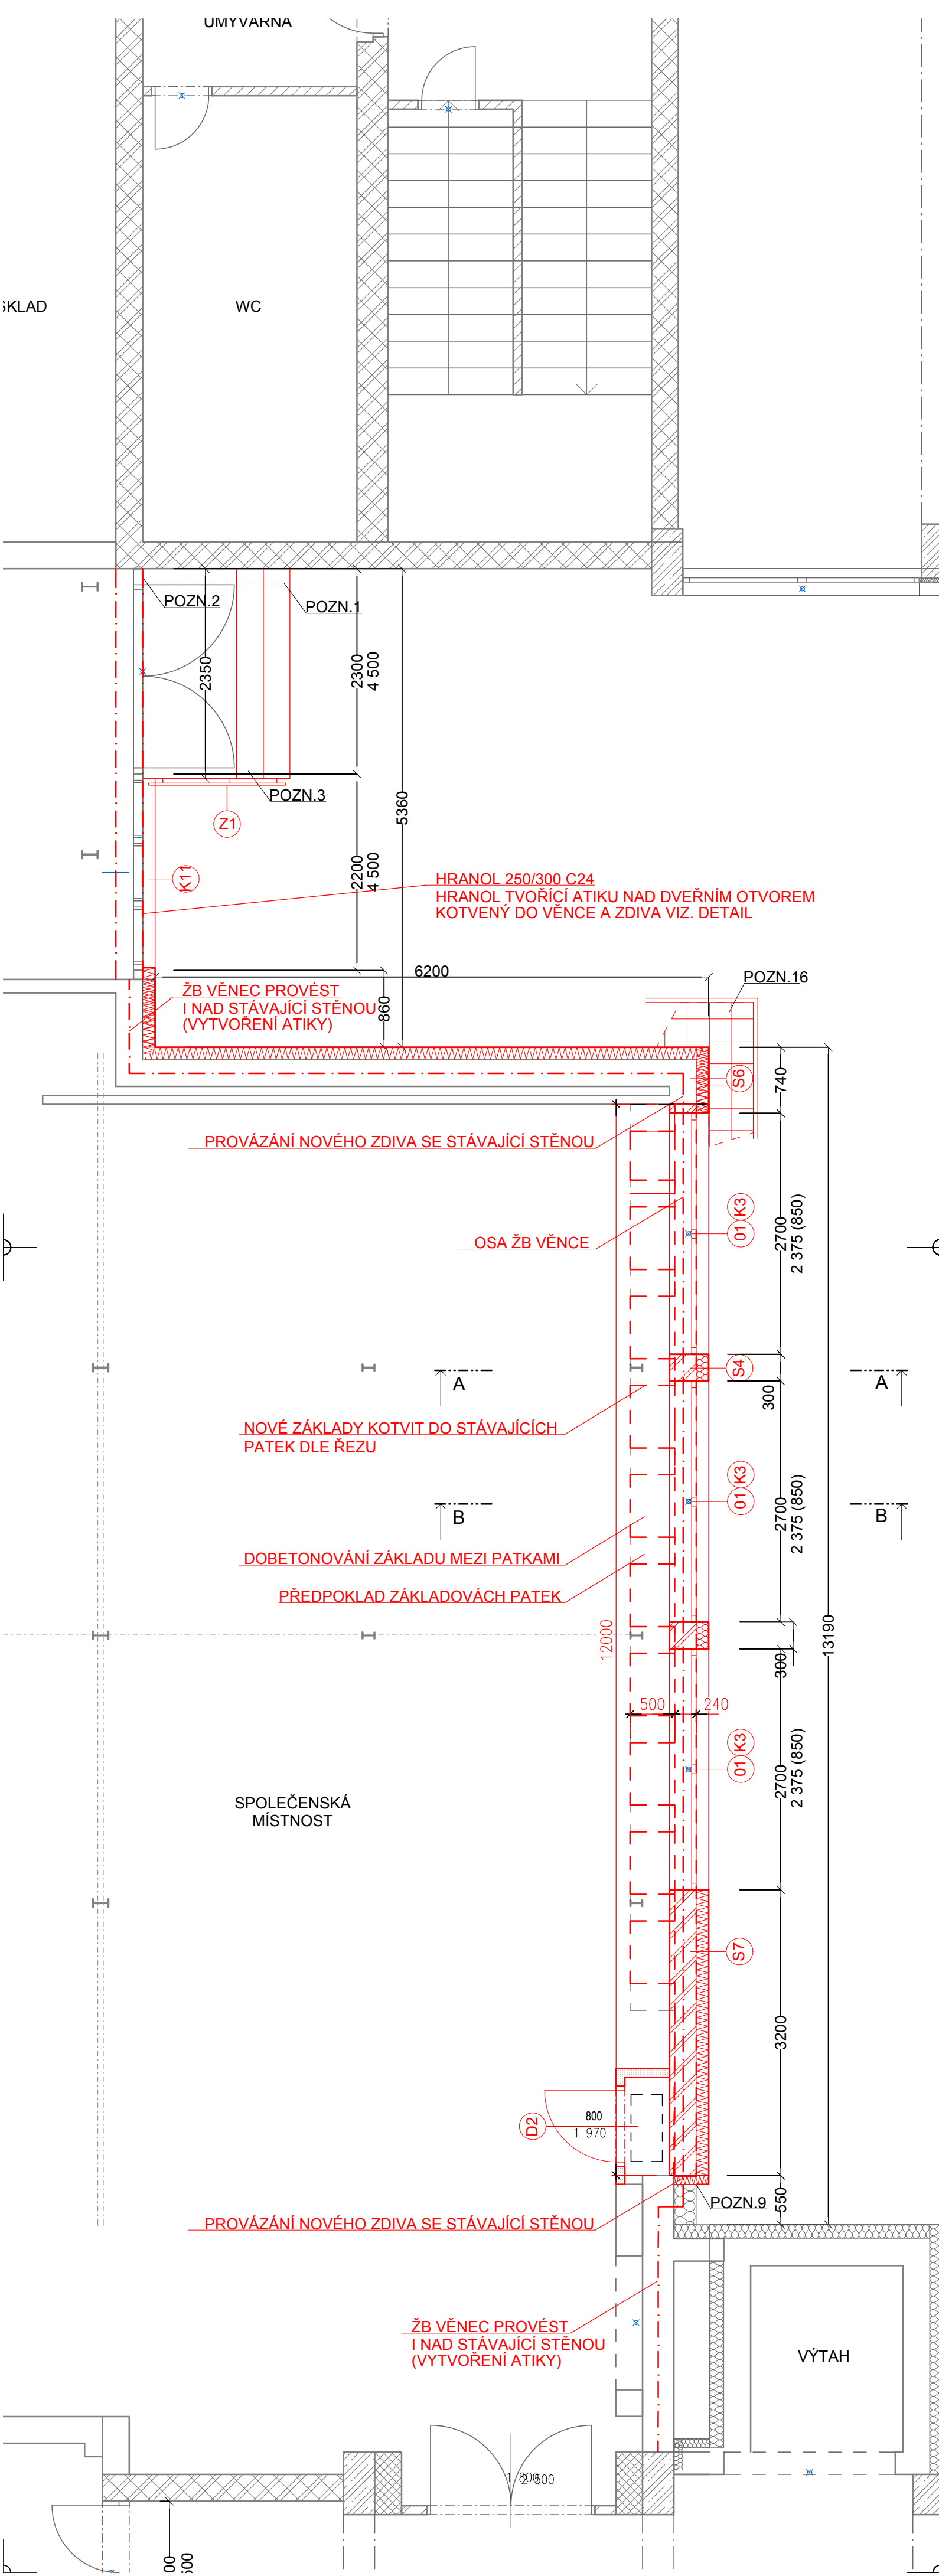 UMÝVÁRNA
SKLAD
WC
POZN.2
POZN.1
2350
2300
4 500
5360
POZN.3
Z1
K11
2200
4 500
HRANOL 250/300 C24
HRANOL TVOŘÍCÍ ATIKU NAD DVEŘNÍM OTVOREM
KOTVENÝ DO VĚNCE A ZDIVA VIZ. DETAIL
6200
POZN.16
ŽB VĚNEC PROVÉST
I NAD STÁVAJÍCÍ STĚNOU
(VYTVOŘENÍ ATIKY)
860
S6
740
PROVÁZÁNÍ NOVÉHO ZDIVA SE STÁVAJÍCÍ STĚNOU
01 K3
2700
2 375 (850)
OSA ŽB VĚNCE
S4
A
A
300
NOVÉ ZÁKLADY KOTVIT DO STÁVAJÍCÍCH
PATEK DLE ŘEZU
01 K3
2700
2 375 (850)
B
B
DOBETONOVÁNÍ ZÁKLADU MEZI PATKAMI
PŘEDPOKLAD ZÁKLADOVÁCH PATEK
12000
13190
300
500
240
01 K3
2700
2 375 (850)
SPOLEČENSKÁ
MÍSTNOST
S7
3200
D2
800
1 970
POZN.9
550
PROVÁZÁNÍ NOVÉHO ZDIVA SE STÁVAJÍCÍ STĚNOU
ŽB VĚNEC PROVÉST
I NAD STÁVAJÍCÍ STĚNOU
(VYTVOŘENÍ ATIKY)
VÝTAH